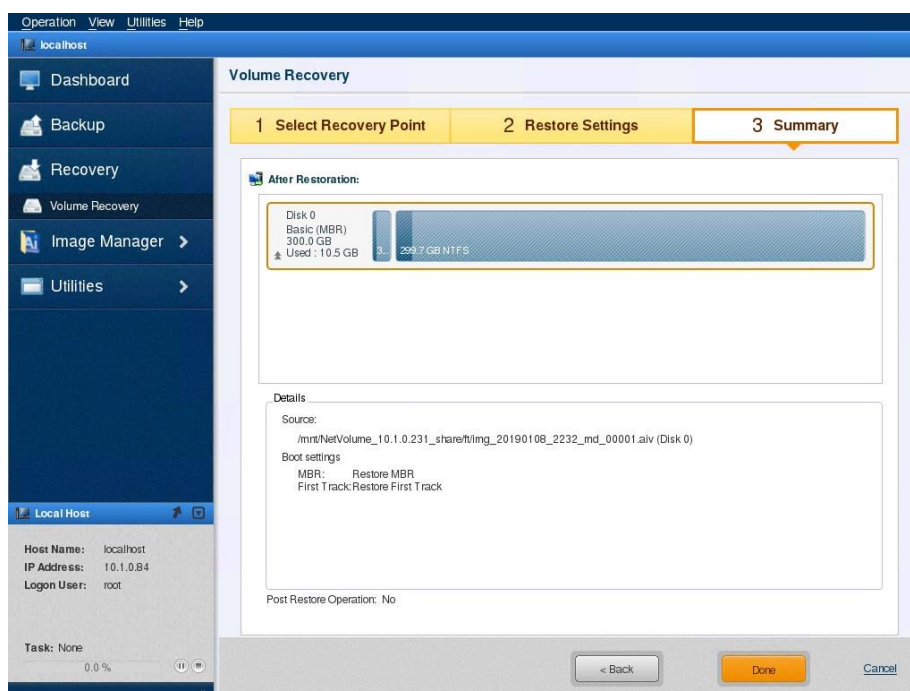 Operation View Utilities Help
localhost
Dashboard
Backup
Recovery
Volume Recovery
Image Manager
Utilities
Volume Recovery
1 Select Recovery Point 2 Restore Settings 3 Summary
After Restoration:
Disk 0
Basic (MBR)
300.0 GB
Used : 10.5 GB
3.. 299.7 GB NTFS
Details
Source:
/mnt/NetVolume_10.1.0.231_share/ft/img_20190108_2232_md_00001.aiv (Disk 0)
Boot settings
MBR: Restore MBR
First Track: Restore First Track
Post Restore Operation: No
Local Host
Host Name: localhost
IP Address: 10.1.0.84
Logon User: root
Task: None
0.0 %
< Back Done Cancel